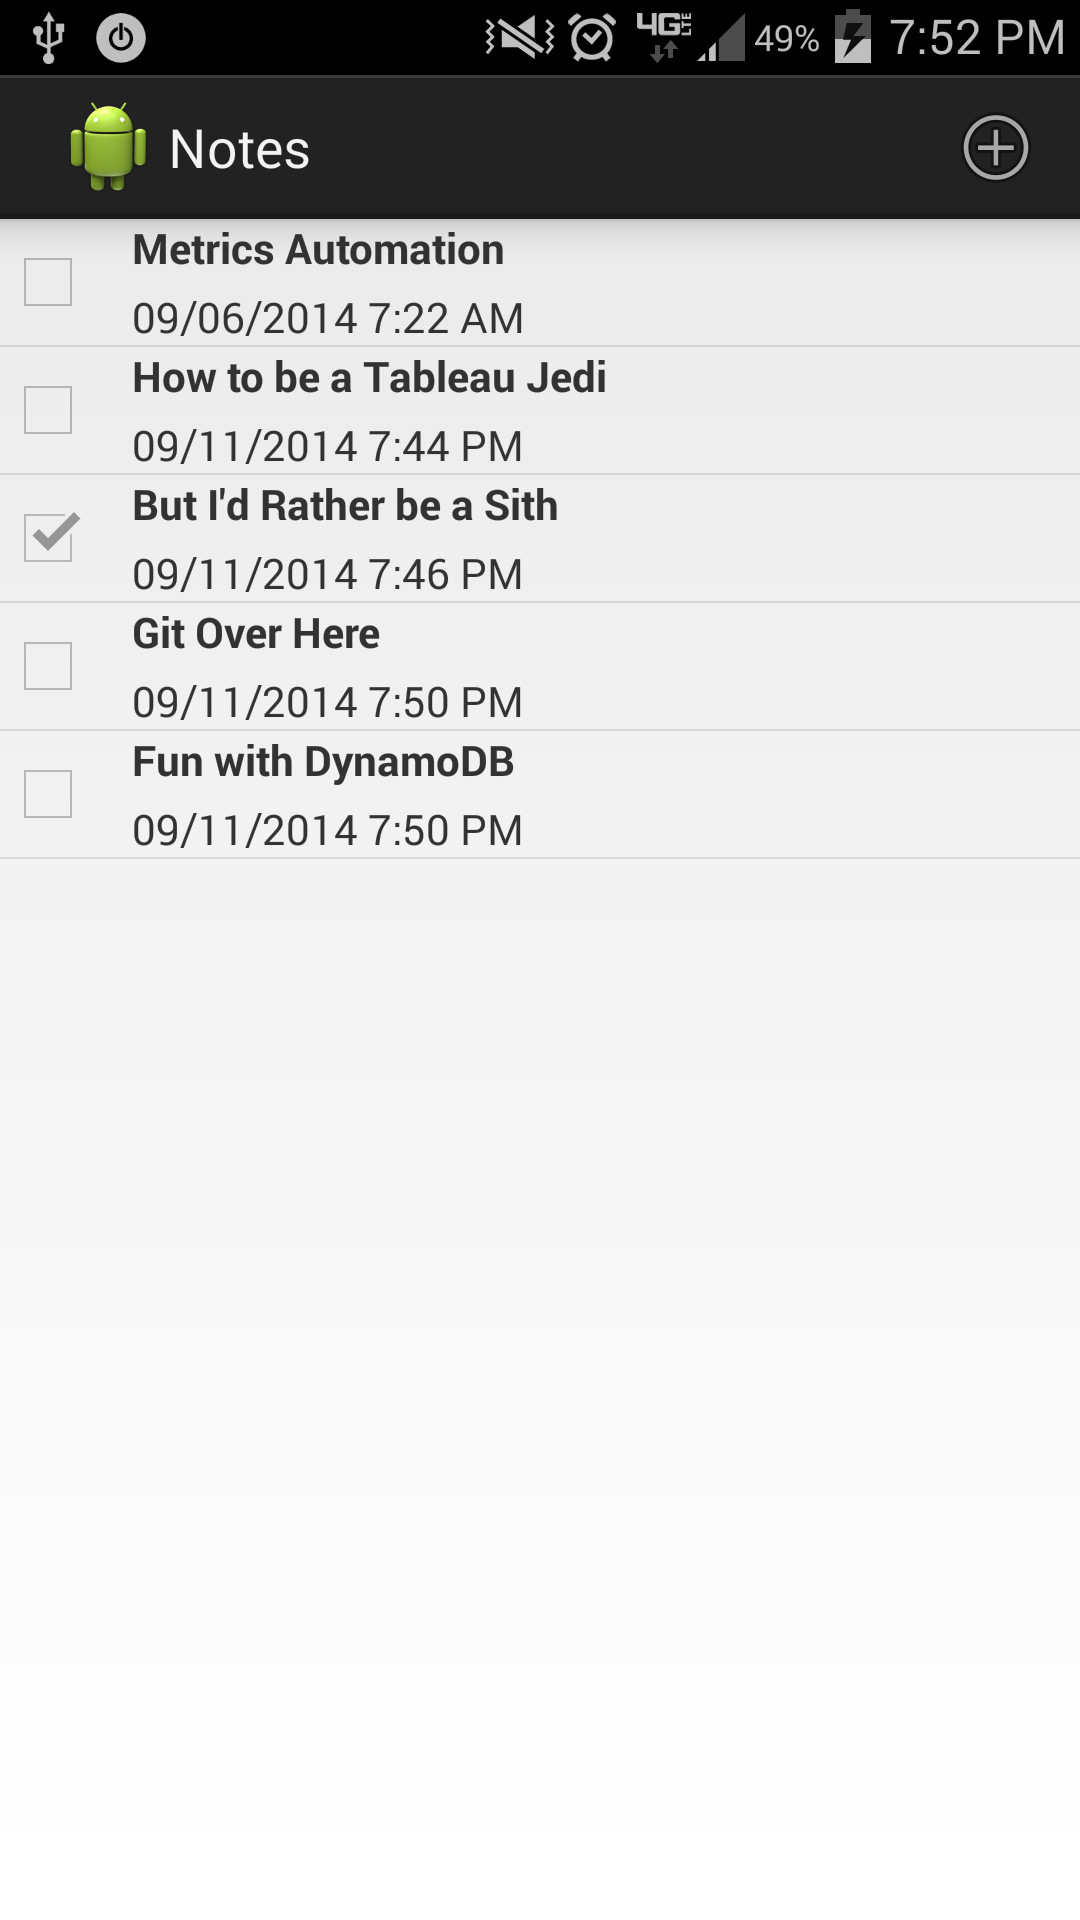 4G LTE 49% 7:52 PM
Notes
Metrics Automation
09/06/2014 7:22 AM
How to be a Tableau Jedi
09/11/2014 7:44 PM
But I'd Rather be a Sith
09/11/2014 7:46 PM
Git Over Here
09/11/2014 7:50 PM
Fun with DynamoDB
09/11/2014 7:50 PM